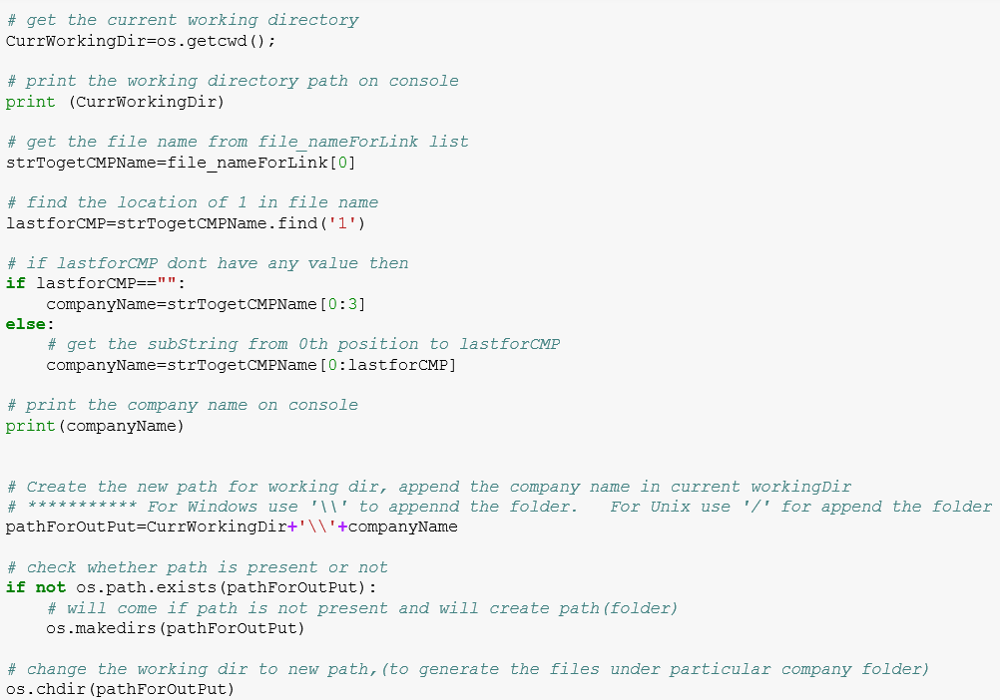 # get the current working directory
CurrWorkingDir=os.getcwd();
# print the working directory path on console
print (CurrWorkingDir)
# get the file name from file_nameForLink list
strTogetCMPName=file_nameForLink[0]
# find the location of 1 in file name
lastforCMP=strTogetCMPName.find('1')
# if lastforCMP dont have any value then
if lastforCMP=="":
    companyName=strTogetCMPName[0:3]
else:
    # get the subString from 0th position to lastforCMP
    companyName=strTogetCMPName[0:lastforCMP]
# print the company name on console
print(companyName)
# Create the new path for working dir, append the company name in current workingDir
# *********** For Windows use '\\' to appennd the folder.   For Unix use '/' for append the folder
pathForOutPut=CurrWorkingDir+'\\'+companyName
# check whether path is present or not
if not os.path.exists(pathForOutPut):
    # will come if path is not present and will create path(folder)
    os.makedirs(pathForOutPut)
# change the working dir to new path,(to generate the files under particular company folder)
os.chdir(pathForOutPut)